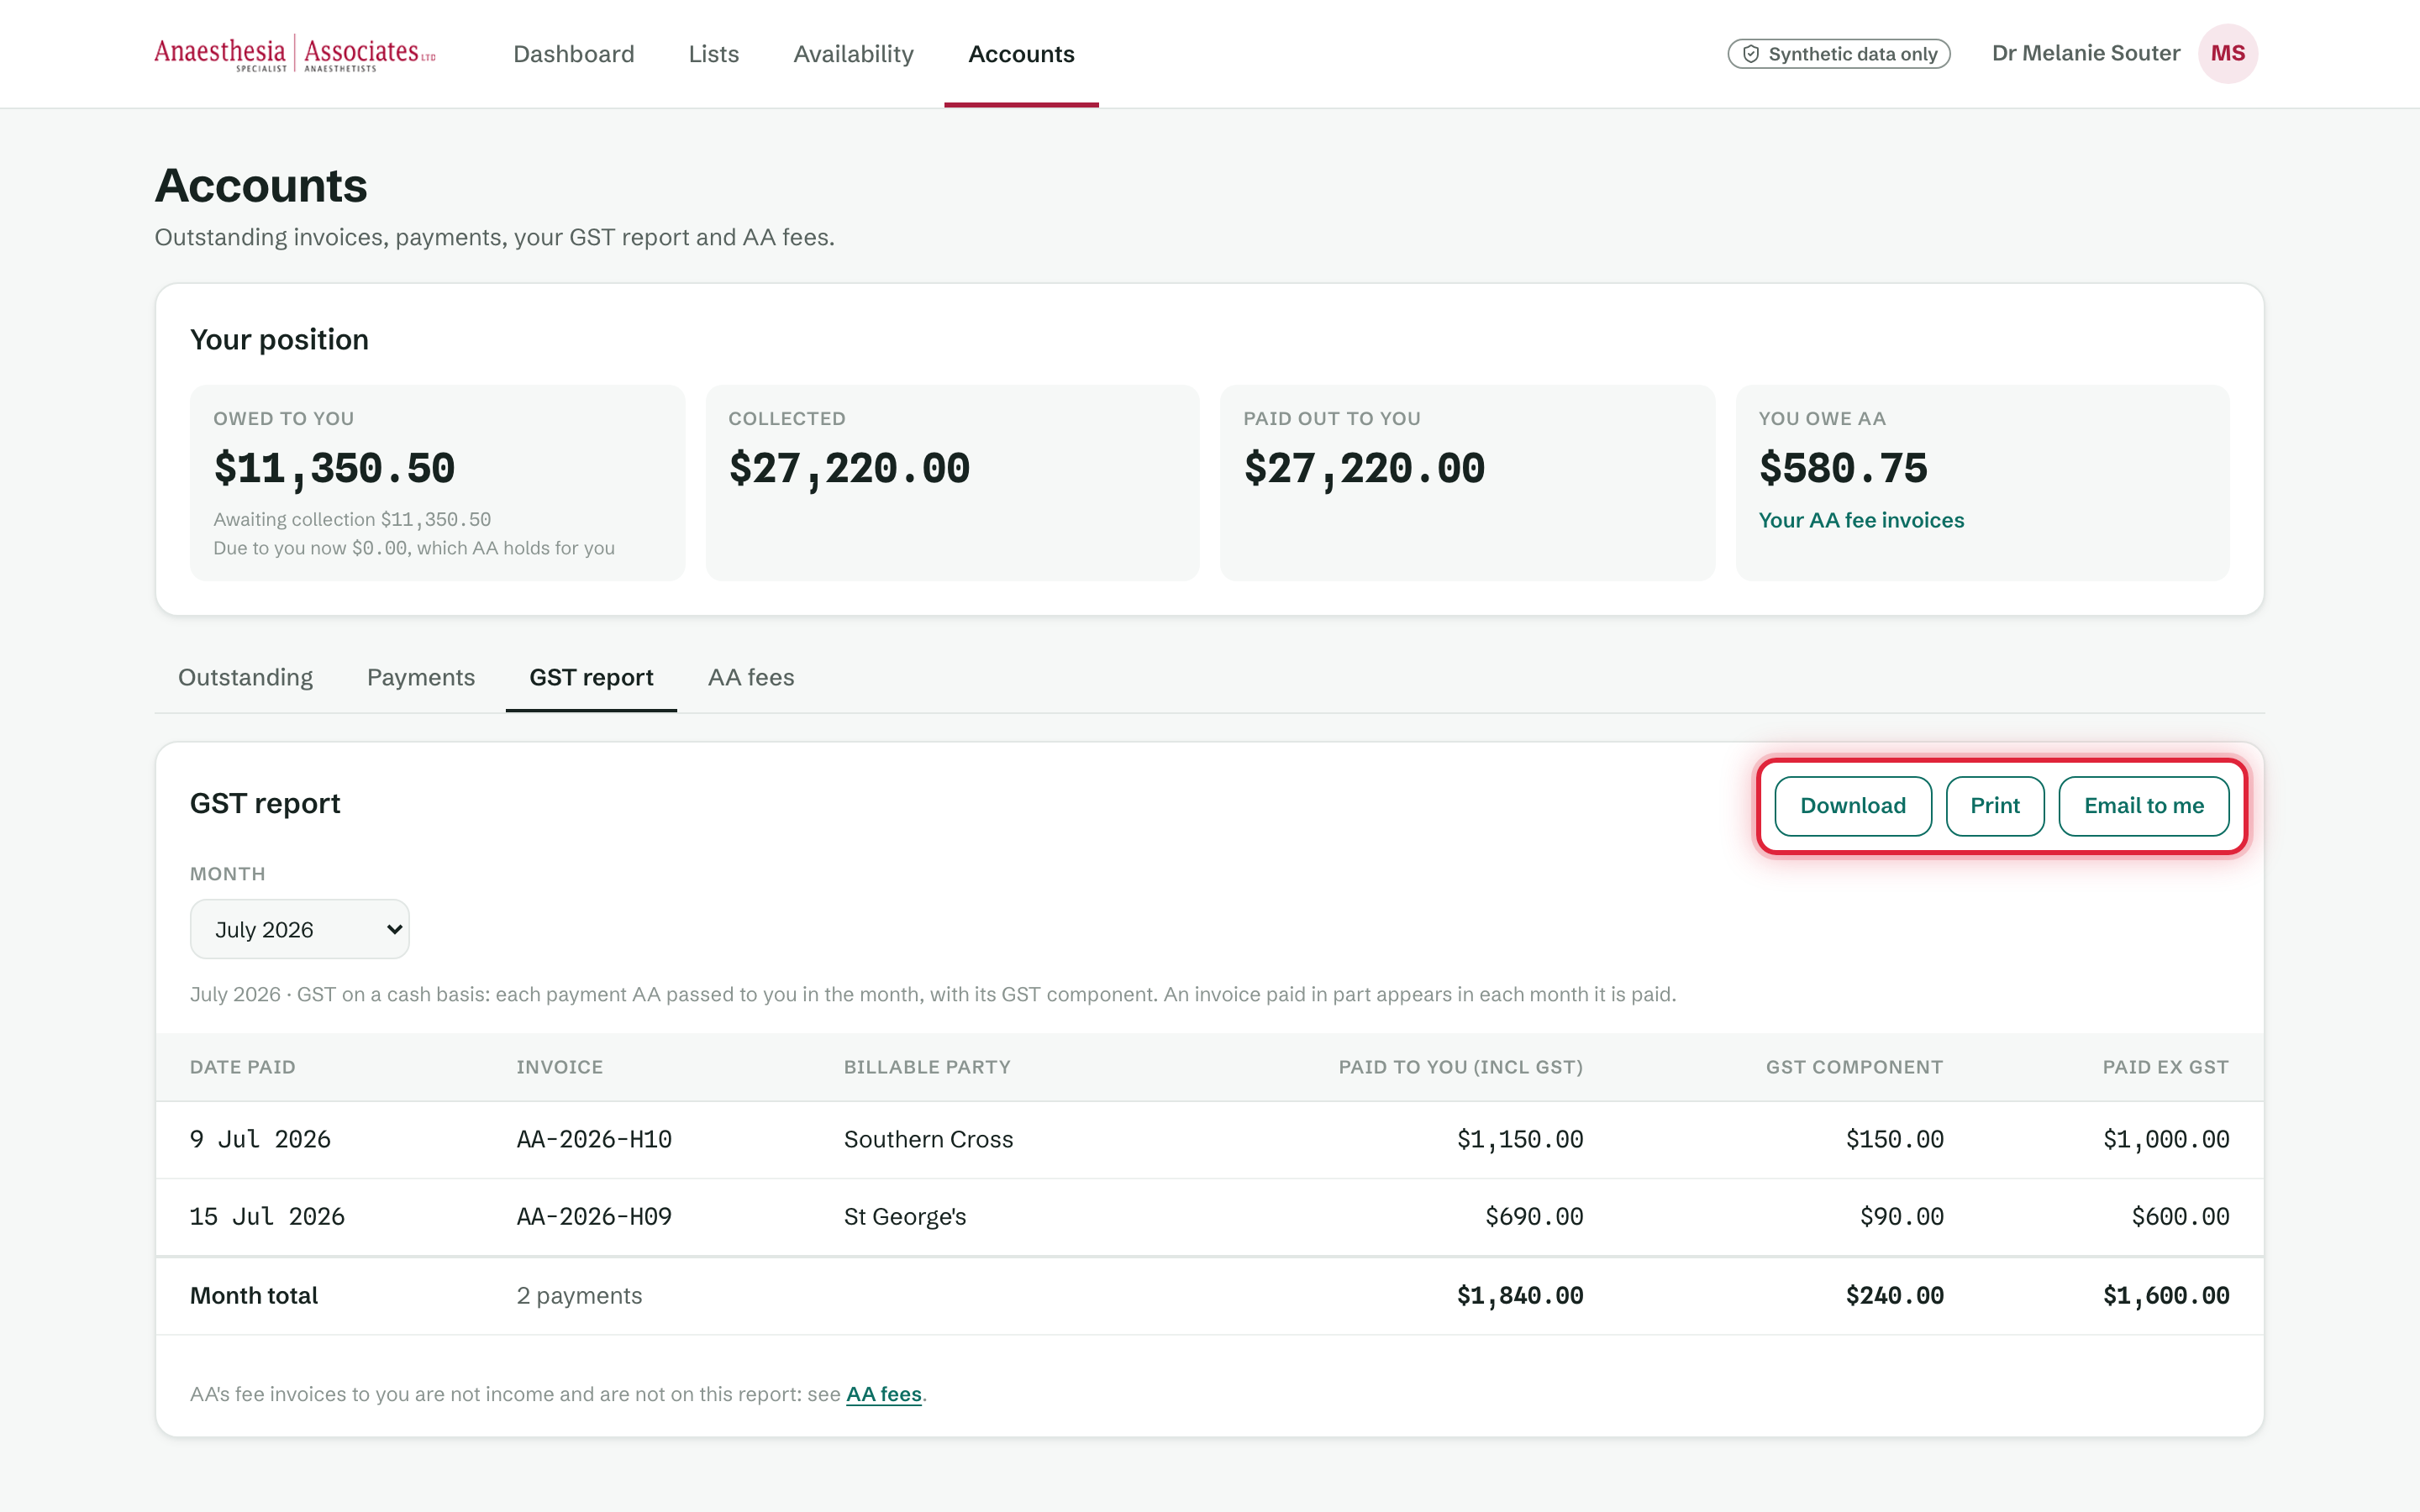 Anaesthesia Associates LTD
SPECIALIST ANAESTHETISTS
Dashboard Lists Availability Accounts
Synthetic data only
Dr Melanie Souter MS
Accounts
Outstanding invoices, payments, your GST report and AA fees.
Your position
OWED TO YOU
$11,350.50
Awaiting collection $11,350.50
Due to you now $0.00, which AA holds for you
COLLECTED
$27,220.00
PAID OUT TO YOU
$27,220.00
YOU OWE AA
$580.75
Your AA fee invoices
Outstanding Payments GST report AA fees
GST report
Download Print Email to me
MONTH
July 2026
July 2026 · GST on a cash basis: each payment AA passed to you in the month, with its GST component. An invoice paid in part appears in each month it is paid.
DATE PAID INVOICE BILLABLE PARTY PAID TO YOU (INCL GST) GST COMPONENT PAID EX GST
9 Jul 2026 AA-2026-H10 Southern Cross $1,150.00 $150.00 $1,000.00
15 Jul 2026 AA-2026-H09 St George's $690.00 $90.00 $600.00
Month total 2 payments $1,840.00 $240.00 $1,600.00
AA's fee invoices to you are not income and are not on this report: see AA fees.